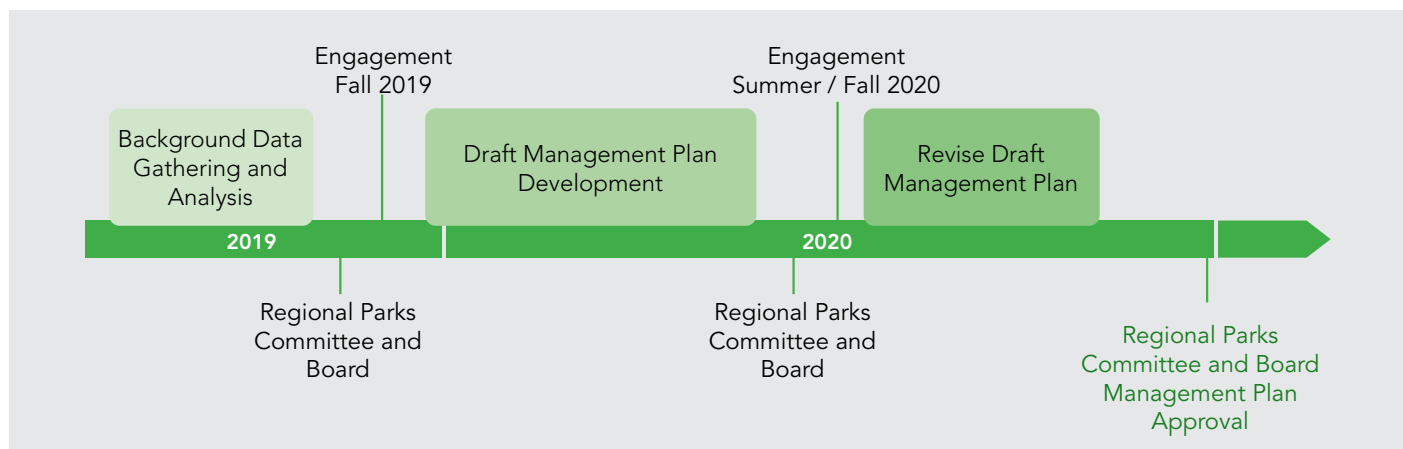 Engagement
Fall 2019
Engagement
Summer / Fall 2020
Background Data
Gathering and
Analysis
Draft Management Plan
Development
Revise Draft
Management Plan
2019
2020
Regional Parks
Committee and
Board
Regional Parks
Committee and
Board
Regional Parks
Committee and Board
Management Plan
Approval